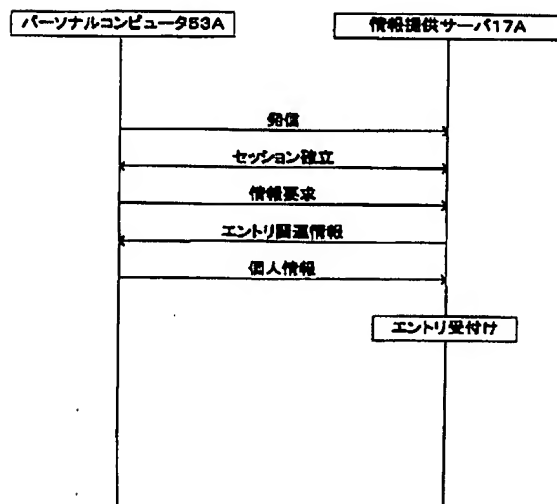 パーソナルコンピュータ53A
情報提供サーバ17A
発信
セッション確立
情報要求
エントリ関連情報
個人情報
エントリ受付け